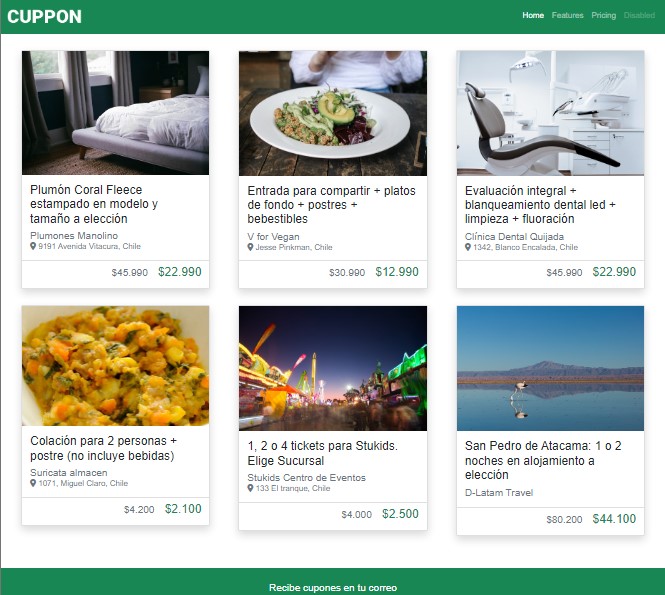 CUPPON
Home Features Pricing Disabled
Plumón Coral Fleece
estampado en modelo y
tamaño a elección
Plumones Manolino
9191 Avenida Vitacura, Chile
$45.990 $22.990
Entrada para compartir + platos
de fondo + postres +
bebestibles
V for Vegan
Jesse Pinkman, Chile
$30.990 $12.990
Evaluación integral +
blanqueamiento dental led +
limpieza + fluoración
Clínica Dental Quijada
1342, Blanco Encalada, Chile
$45.990 $22.990
Colación para 2 personas +
postre (no incluye bebidas)
Suricata almacen
1071, Miguel Claro, Chile
$4.200 $2.100
1, 2 o 4 tickets para Stukids.
Elige Sucursal
Stukids Centro de Eventos
133 El tranque, Chile
$4.000 $2.500
San Pedro de Atacama: 1 o 2
noches en alojamiento a
elección
D-Latam Travel
$80.200 $44.100
Recibe cupones en tu correo